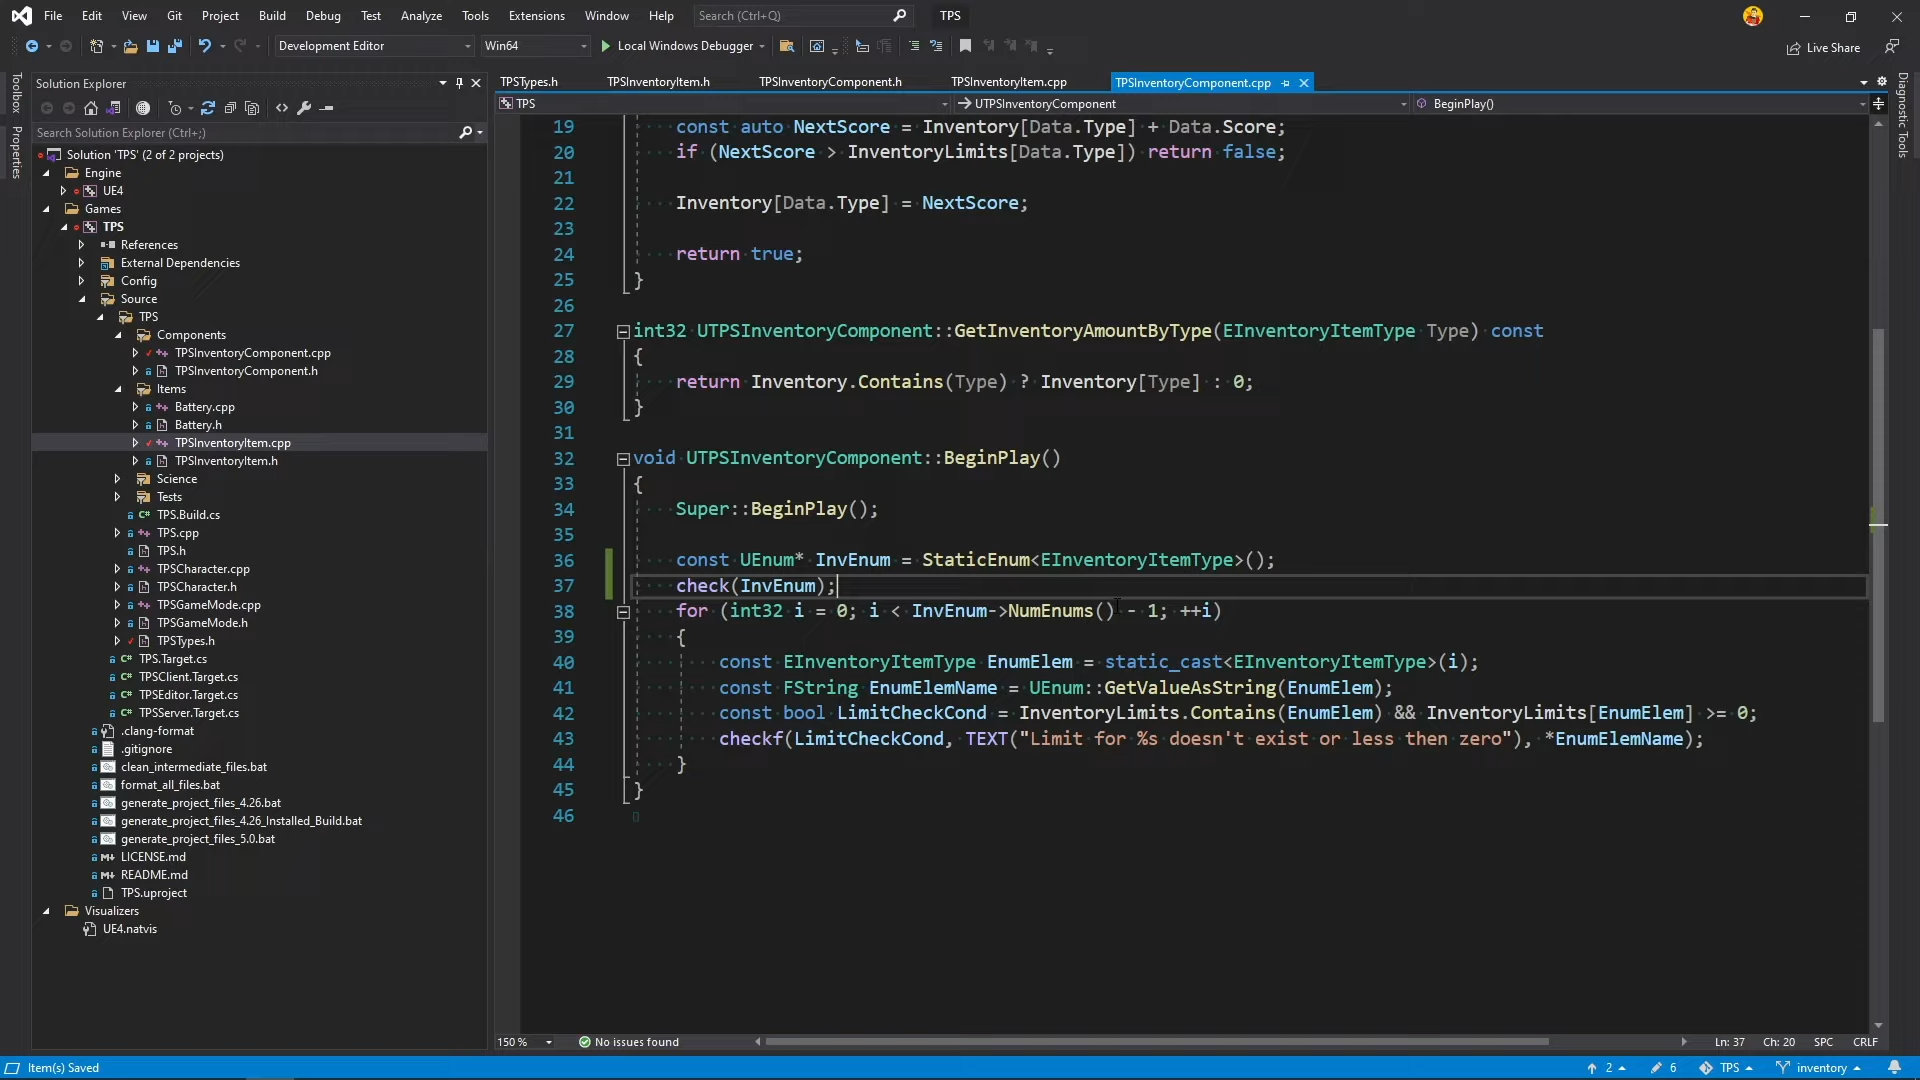 File Edit View Git Project Build Debug Test Analyze Tools Extensions Window Help Search (Ctrl+Q) TPS
Development Editor Win64 Local Windows Debugger Live Share
Toolbox
Properties
Solution Explorer
Search Solution Explorer (Ctrl+;)
Solution 'TPS' (2 of 2 projects)
Engine
UE4
Games
TPS
References
External Dependencies
Config
Source
TPS
Components
TPSInventoryComponent.cpp
TPSInventoryComponent.h
Items
Battery.cpp
Battery.h
TPSInventoryItem.cpp
TPSInventoryItem.h
Science
Tests
TPS.Build.cs
TPS.cpp
TPS.h
TPSCharacter.cpp
TPSCharacter.h
TPSGameMode.cpp
TPSGameMode.h
TPSTypes.h
TPS.Target.cs
TPSClient.Target.cs
TPSEditor.Target.cs
TPSServer.Target.cs
.clang-format
.gitignore
clean_intermediate_files.bat
format_all_files.bat
generate_project_files_4.26.bat
generate_project_files_4.26_Installed_Build.bat
generate_project_files_5.0.bat
LICENSE.md
README.md
TPS.uproject
Visualizers
UE4.natvis
TPSTypes.h TPSInventoryItem.h TPSInventoryComponent.h TPSInventoryItem.cpp TPSInventoryComponent.cpp
TPS UTPSInventoryComponent BeginPlay()
19 const auto NextScore = Inventory[Data.Type] + Data.Score;
20 if (NextScore > InventoryLimits[Data.Type]) return false;
21
22 Inventory[Data.Type] = NextScore;
23
24 return true;
25 }
26
27 int32 UTPSInventoryComponent::GetInventoryAmountByType(EInventoryItemType Type) const
28 {
29 return Inventory.Contains(Type) ? Inventory[Type] : 0;
30 }
31
32 void UTPSInventoryComponent::BeginPlay()
33 {
34 Super::BeginPlay();
35
36 const UEnum* InvEnum = StaticEnum<EInventoryItemType>();
37 check(InvEnum);
38 for (int32 i = 0; i < InvEnum->NumEnums() - 1; ++i)
39 {
40 const EInventoryItemType EnumElem = static_cast<EInventoryItemType>(i);
41 const FString EnumElemName = UEnum::GetValueAsString(EnumElem);
42 const bool LimitCheckCond = InventoryLimits.Contains(EnumElem) && InventoryLimits[EnumElem] >= 0;
43 checkf(LimitCheckCond, TEXT("Limit for %s doesn't exist or less then zero"), *EnumElemName);
44 }
45 }
46
Diagnostic Tools
150 % No issues found Ln: 37 Ch: 20 SPC CRLF
Item(s) Saved 2 6 TPS inventory